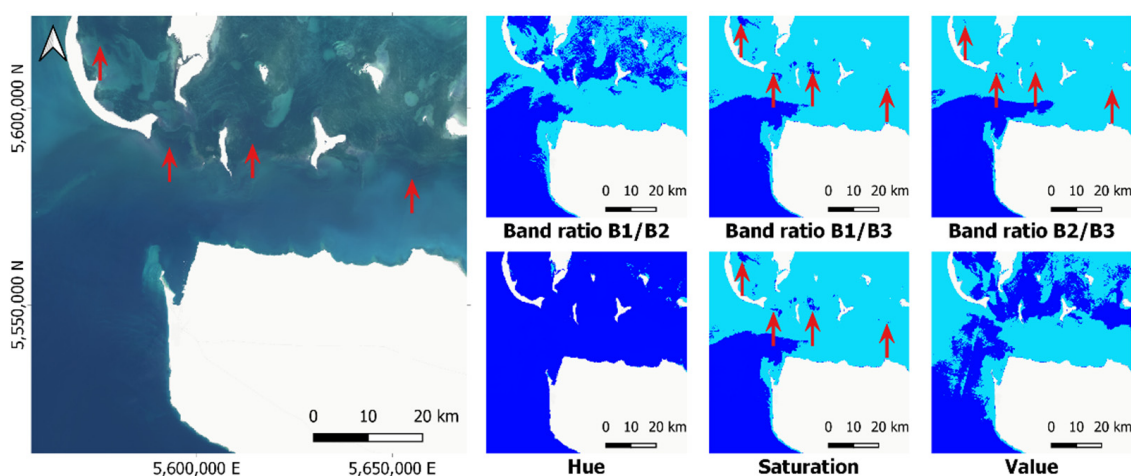 5,600,000 N
5,550,000 N
0 10 20 km
5,600,000 E 5,650,000 E
0 10 20 km
Band ratio B1/B2
0 10 20 km
Band ratio B1/B3
0 10 20 km
Band ratio B2/B3
0 10 20 km
Hue
0 10 20 km
Saturation
0 10 20 km
Value